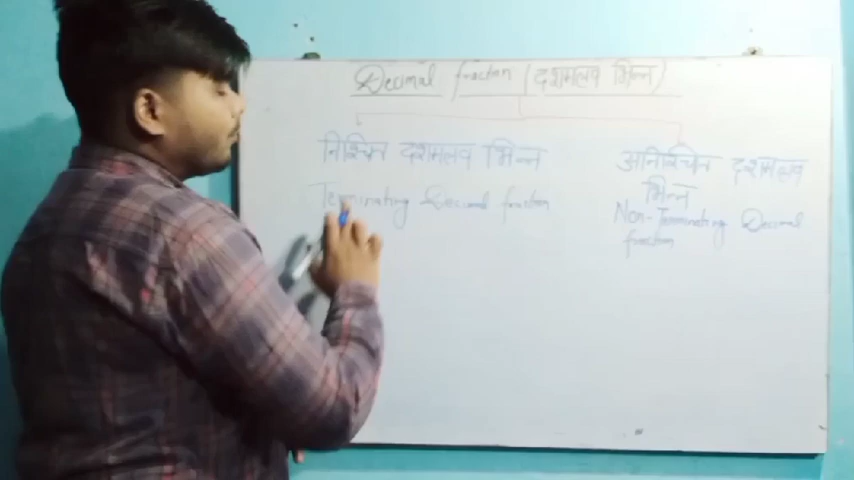 Decimal fraction (दशमलव भिन्न)
निश्चित दशमलव भिन्न
Terminating Decimal fraction
अनिश्चित दशमलव
भिन्न
Non-Terminating Decimal
fraction